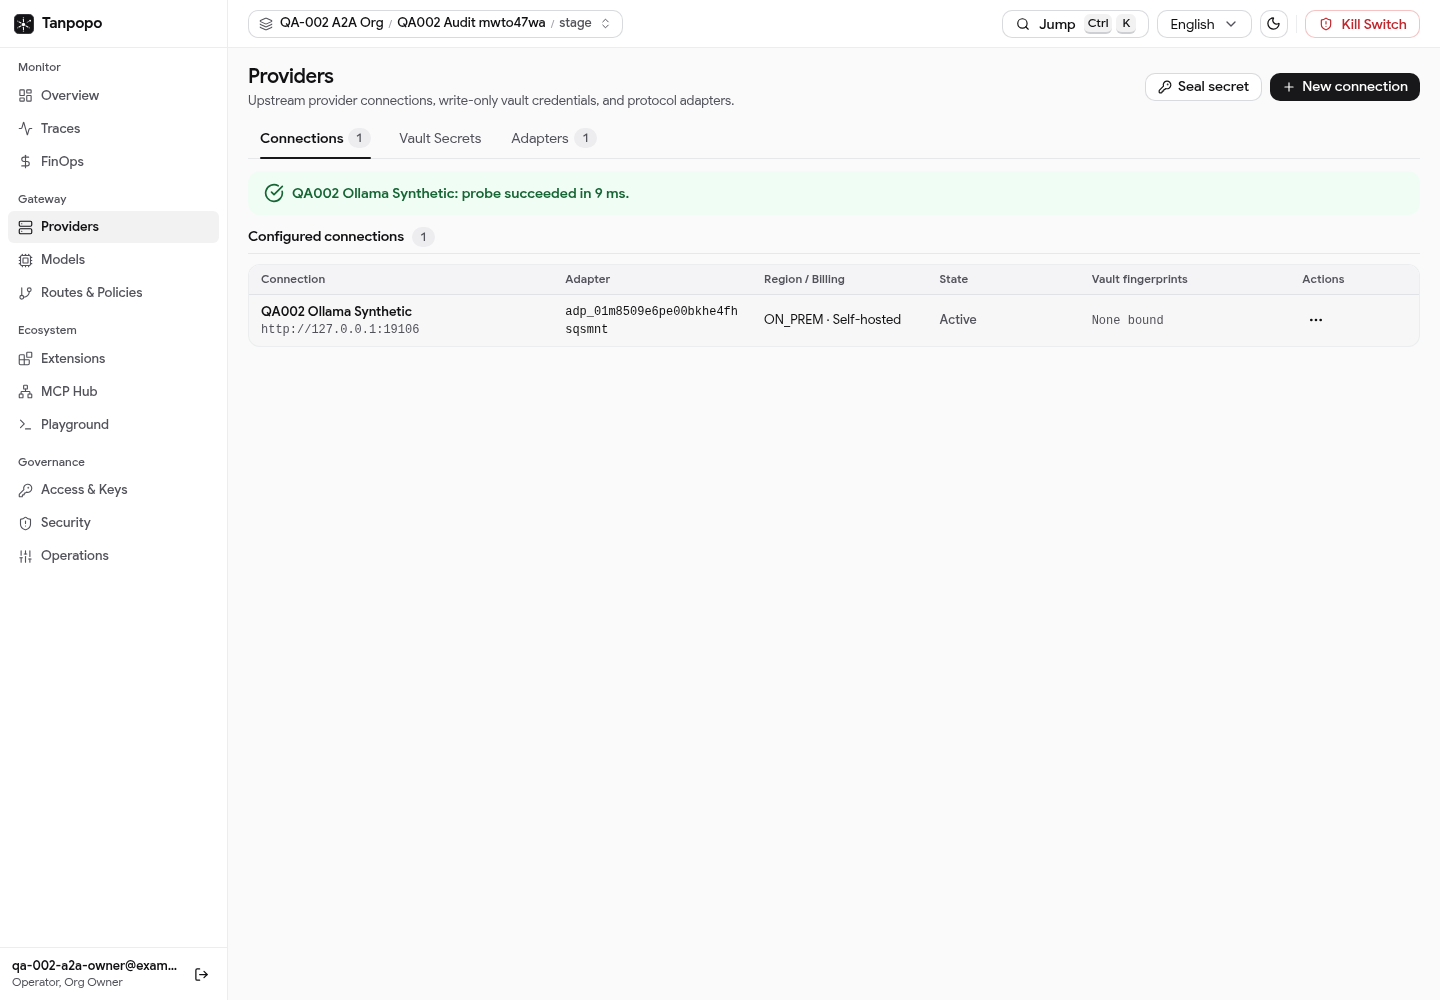 Tanpopo
QA-002 A2A Org / QA002 Audit mwto47wa / stage
Jump Ctrl K
English
Kill Switch
Monitor
Overview
Traces
FinOps
Gateway
Providers
Models
Routes & Policies
Ecosystem
Extensions
MCP Hub
Playground
Governance
Access & Keys
Security
Operations
qa-002-a2a-owner@exam...
Operator, Org Owner
Providers
Upstream provider connections, write-only vault credentials, and protocol adapters.
Seal secret
New connection
Connections 1
Vault Secrets
Adapters 1
QA002 Ollama Synthetic: probe succeeded in 9 ms.
Configured connections 1
Connection Adapter Region / Billing State Vault fingerprints Actions
QA002 Ollama Synthetic
http://127.0.0.1:19106
adp_01m8509e6pe00bkhe4fh
sqsmnt
ON_PREM · Self-hosted
Active
None bound